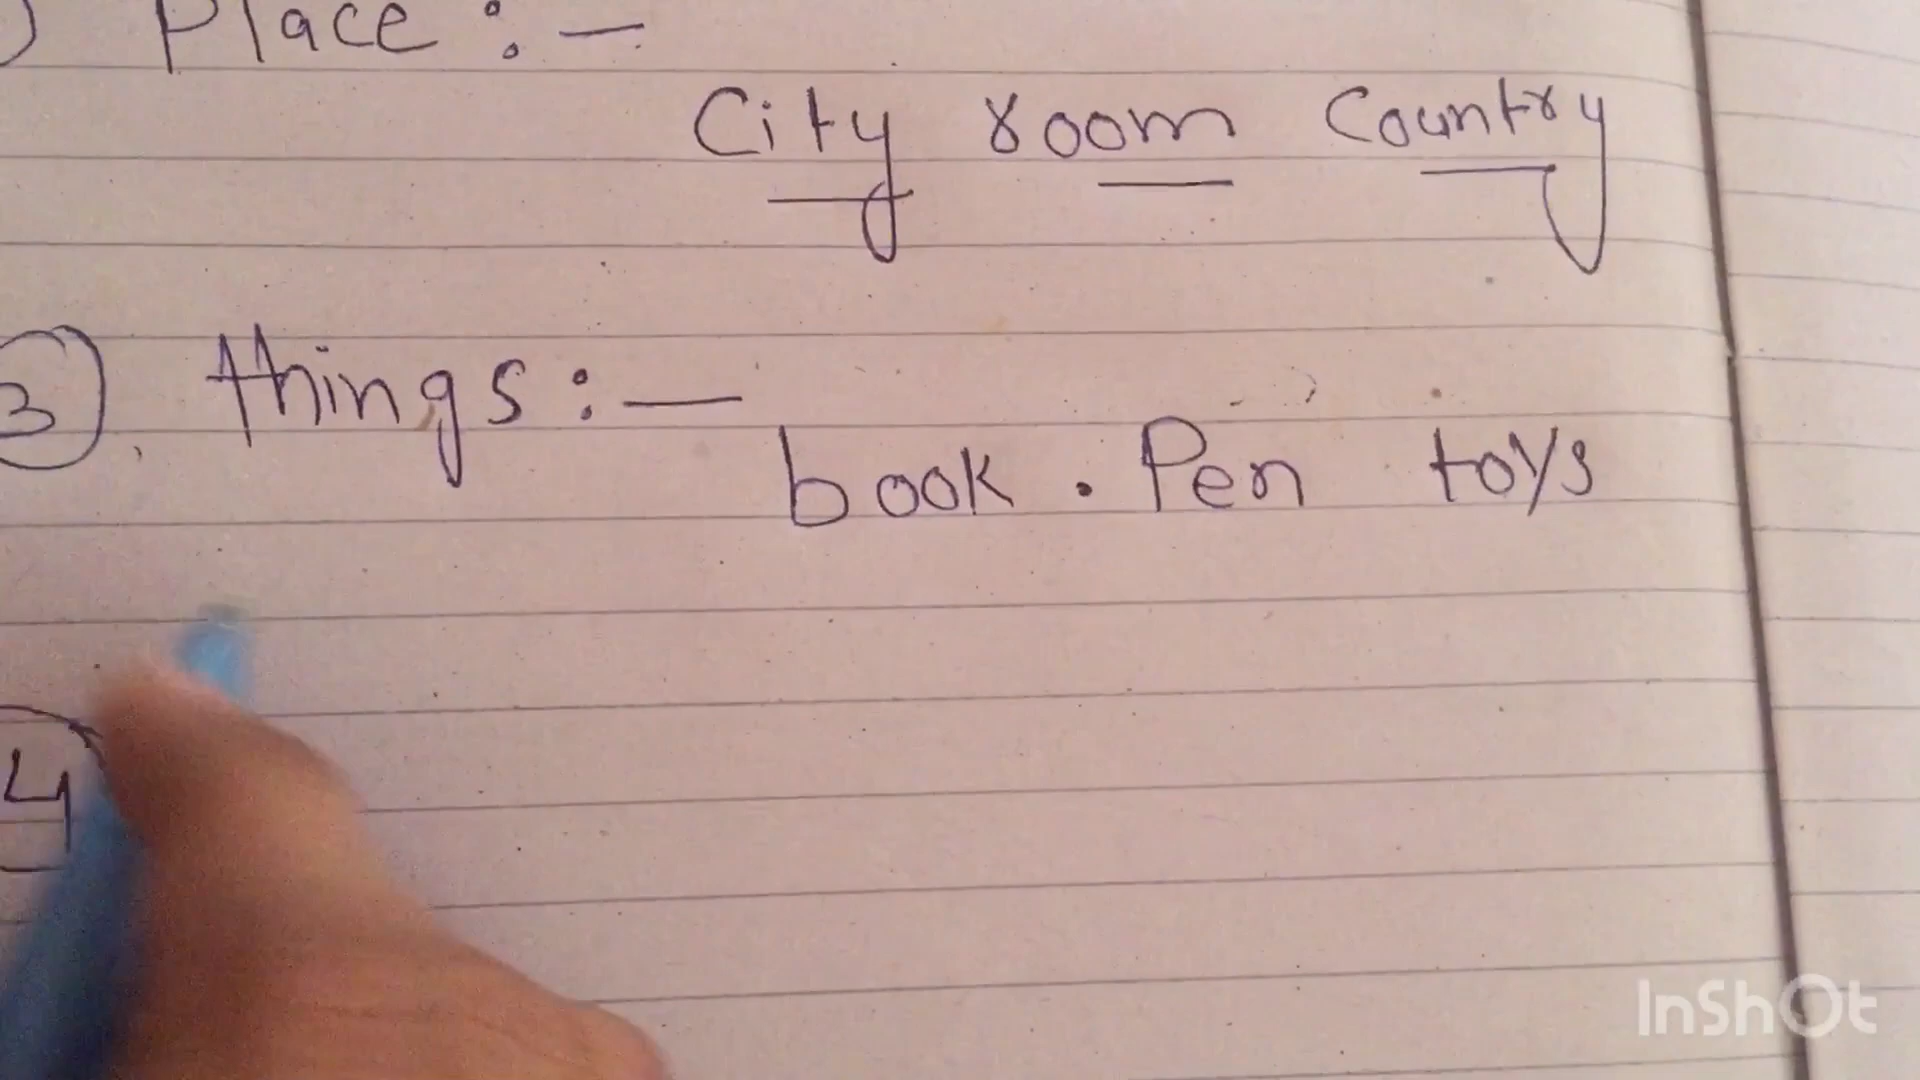 Place : —
City room Country
3 things : —
book . Pen toys
4
InShOt